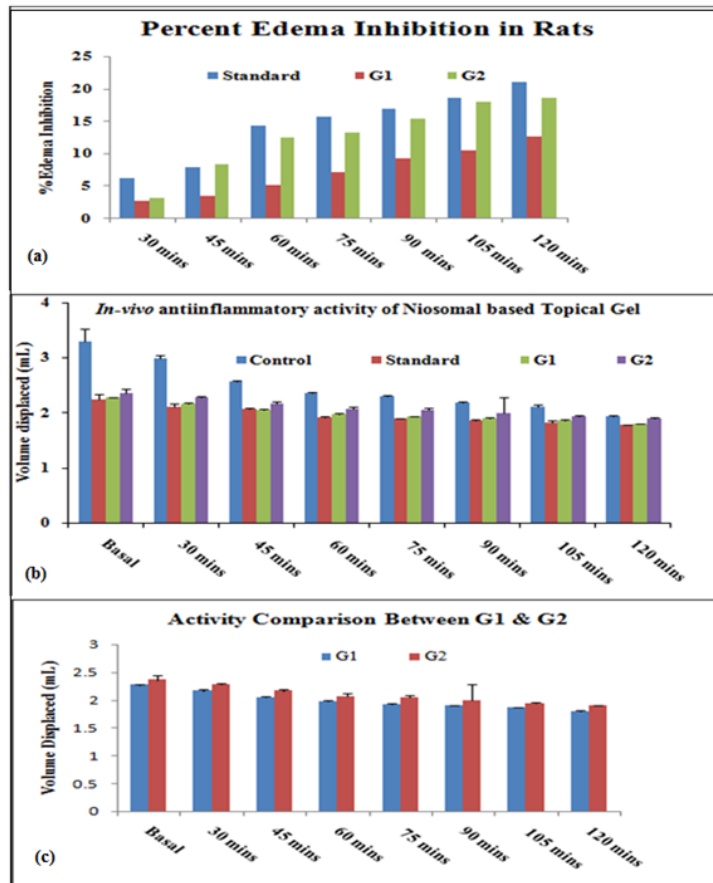 Percent Edema Inhibition in Rats
Standard G1 G2
%Edema Inhibition
25
20
15
10
5
0
30 mins 45 mins 60 mins 75 mins 90 mins 105 mins 120 mins
(a)
In-vivo antiinflammatory activity of Niosomal based Topical Gel
Control Standard G1 G2
Volume displaced (mL)
4
3
2
1
0
Basal 30 mins 45 mins 60 mins 75 mins 90 mins 105 mins 120 mins
(b)
Activity Comparison Between G1 & G2
G1 G2
Volume Displaced (mL)
3
2.5
2
1.5
1
0.5
0
Basal 30 mins 45 mins 60 mins 75 mins 90 mins 105 mins 120 mins
(c)